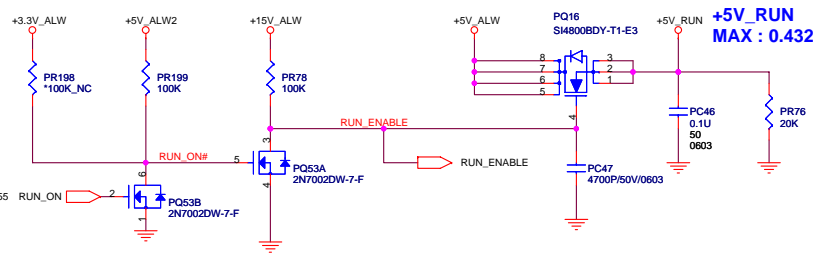 +3.3V_ALW
+5V_ALW2
+15V_ALW
+5V_ALW
PQ16
SI4800BDY-T1-E3
+5V_RUN
+5V_RUN
MAX : 0.432
PR198
*100K_NC
PR199
100K
PR78
100K
8
7
6
5
3
2
1
4
PC46
0.1U
50
0603
PR76
20K
RUN_ENABLE
RUN_ENABLE
3
RUN_ON#
5
PQ53A
2N7002DW-7-F
4
PC47
4700P/50V/0603
6
55
RUN_ON
2
PQ53B
2N7002DW-7-F
1